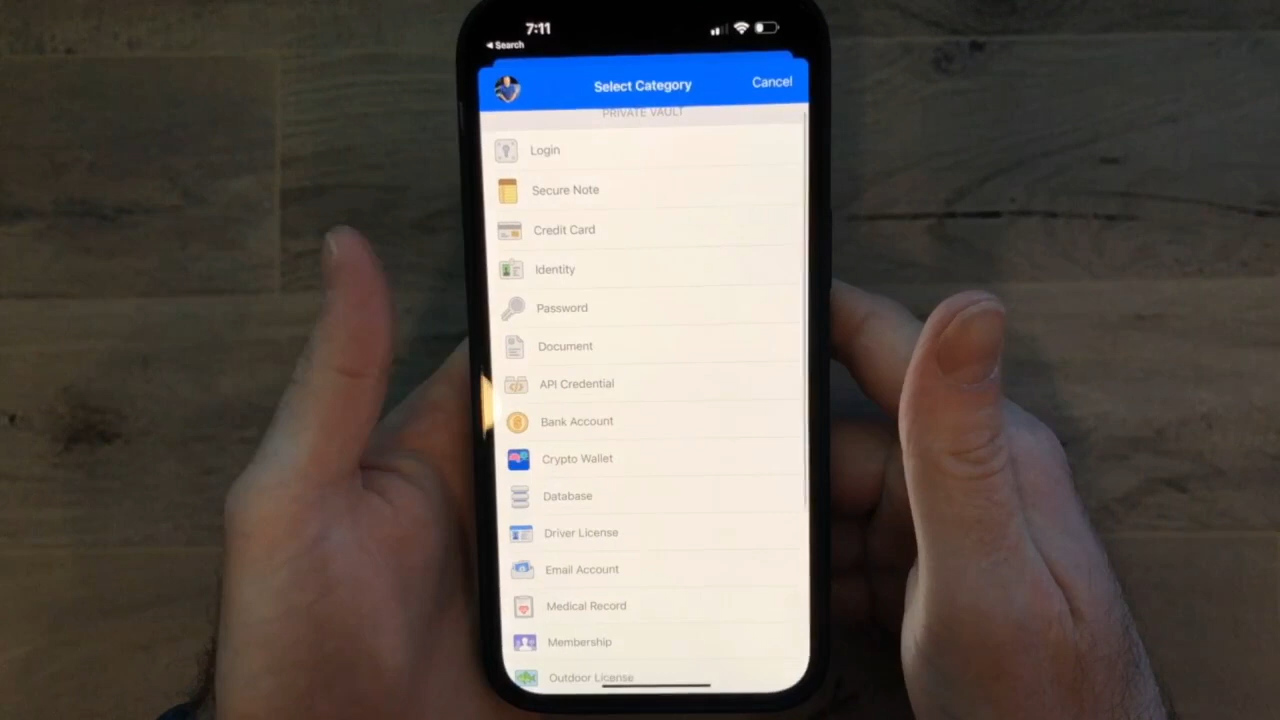 7:11
Search
Select Category
Cancel
PRIVATE VAULT
Login
Secure Note
Credit Card
Identity
Password
Document
API Credential
Bank Account
Crypto Wallet
Database
Driver License
Email Account
Medical Record
Membership
Outdoor License